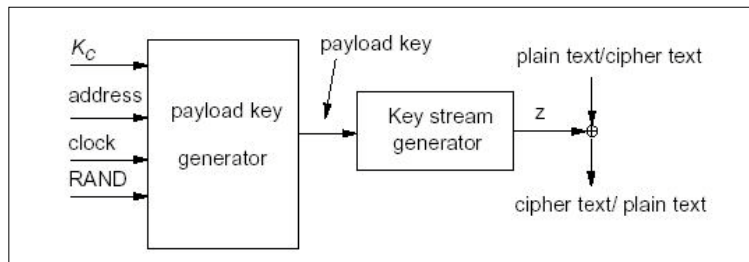 K_C
address
clock
RAND
payload key
generator
payload key
Key stream
generator
z
plain text/cipher text
⊕
cipher text/ plain text